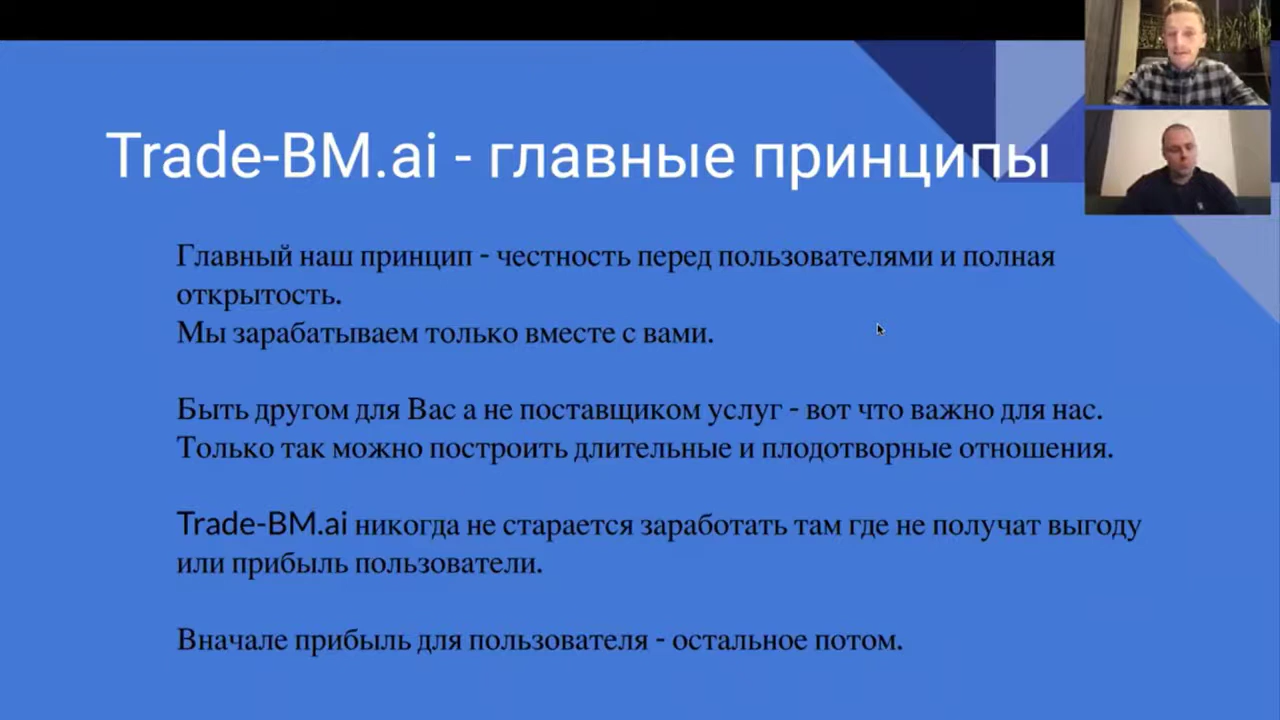 Trade-BM.ai - главные принципы
Главный наш принцип - честность перед пользователями и полная
открытость.
Мы зарабатываем только вместе с вами.
Быть другом для Вас а не поставщиком услуг - вот что важно для нас.
Только так можно построить длительные и плодотворные отношения.
Trade-BM.ai никогда не старается заработать там где не получат выгоду
или прибыль пользователи.
Вначале прибыль для пользователя - остальное потом.